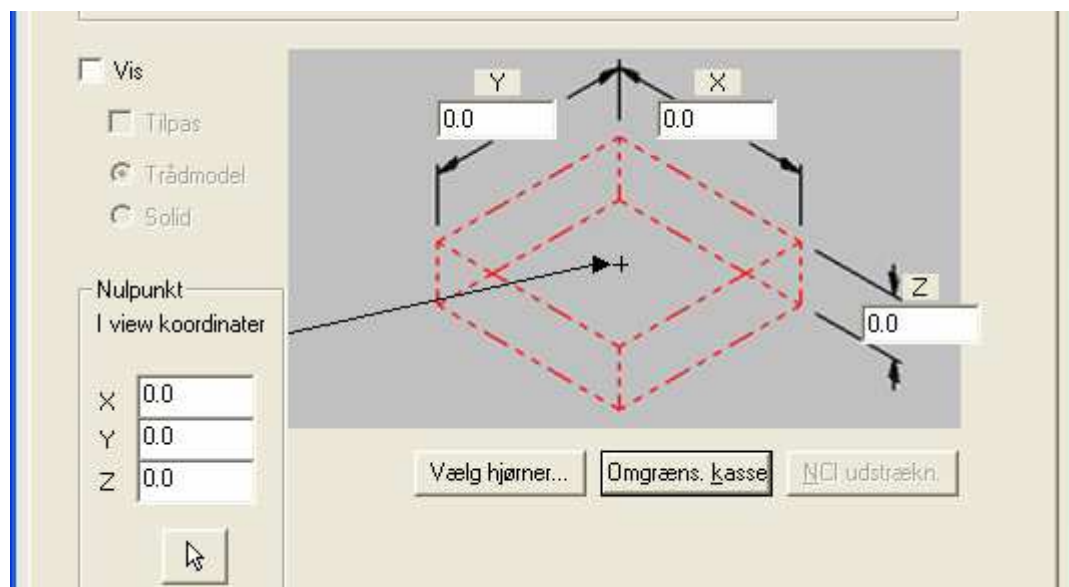 Vis
Tilpas
Trådmodel
Solid
Y
0.0
X
0.0
Z
0.0
Nulpunkt
I view koordinater
X 0.0
Y 0.0
Z 0.0
Vælg hjørner...
Omgræns. kasse
NCI udstrækn.